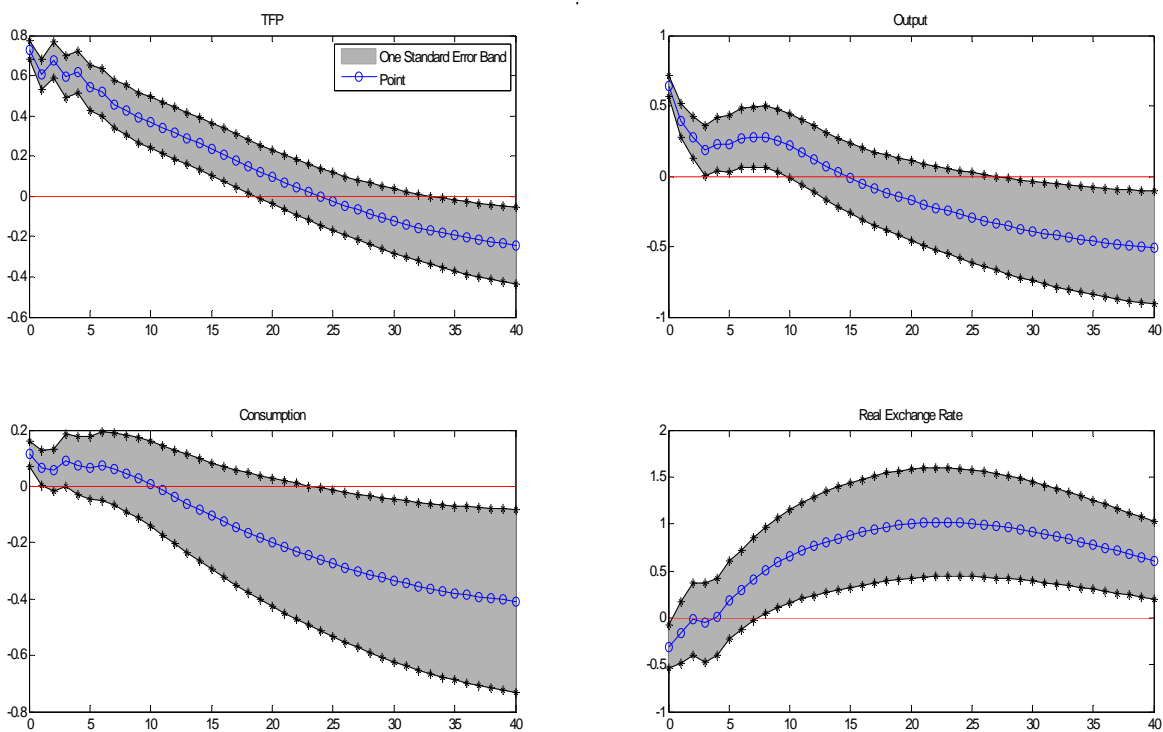 TFP
0.8
0.6
0.4
0.2
0
-0.2
-0.4
-0.6
0 5 10 15 20 25 30 35 40
One Standard Error Band
Point
Output
1
0.5
0
-0.5
-1
0 5 10 15 20 25 30 35 40
Consumption
0.2
0
-0.2
-0.4
-0.6
-0.8
0 5 10 15 20 25 30 35 40
Real Exchange Rate
2
1.5
1
0.5
0
-0.5
-1
0 5 10 15 20 25 30 35 40